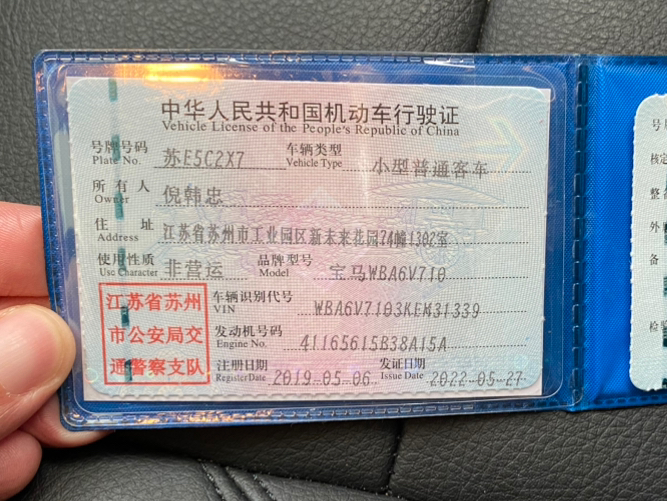 中华人民共和国机动车行驶证
Vehicle License of the People's Republic of China
号牌号码 苏E5C2X7 车辆类型 小型普通客车
Plate No. Vehicle Type
所有人 倪韩忠
Owner
住址 江苏省苏州市工业园区新未来花园74幢1302室
Address
使用性质 非营运 品牌型号 宝马WBA6V710
Use Character Model
江苏省苏州
市公安局交
通警察支队
车辆识别代号 WBA6V7103KEM31339
VIN
发动机号码 41165615B38A15A
Engine No.
注册日期 2019-05-06 发证日期 2022-05-27
Register Date Issue Date
号
核定
整
外
备
检验